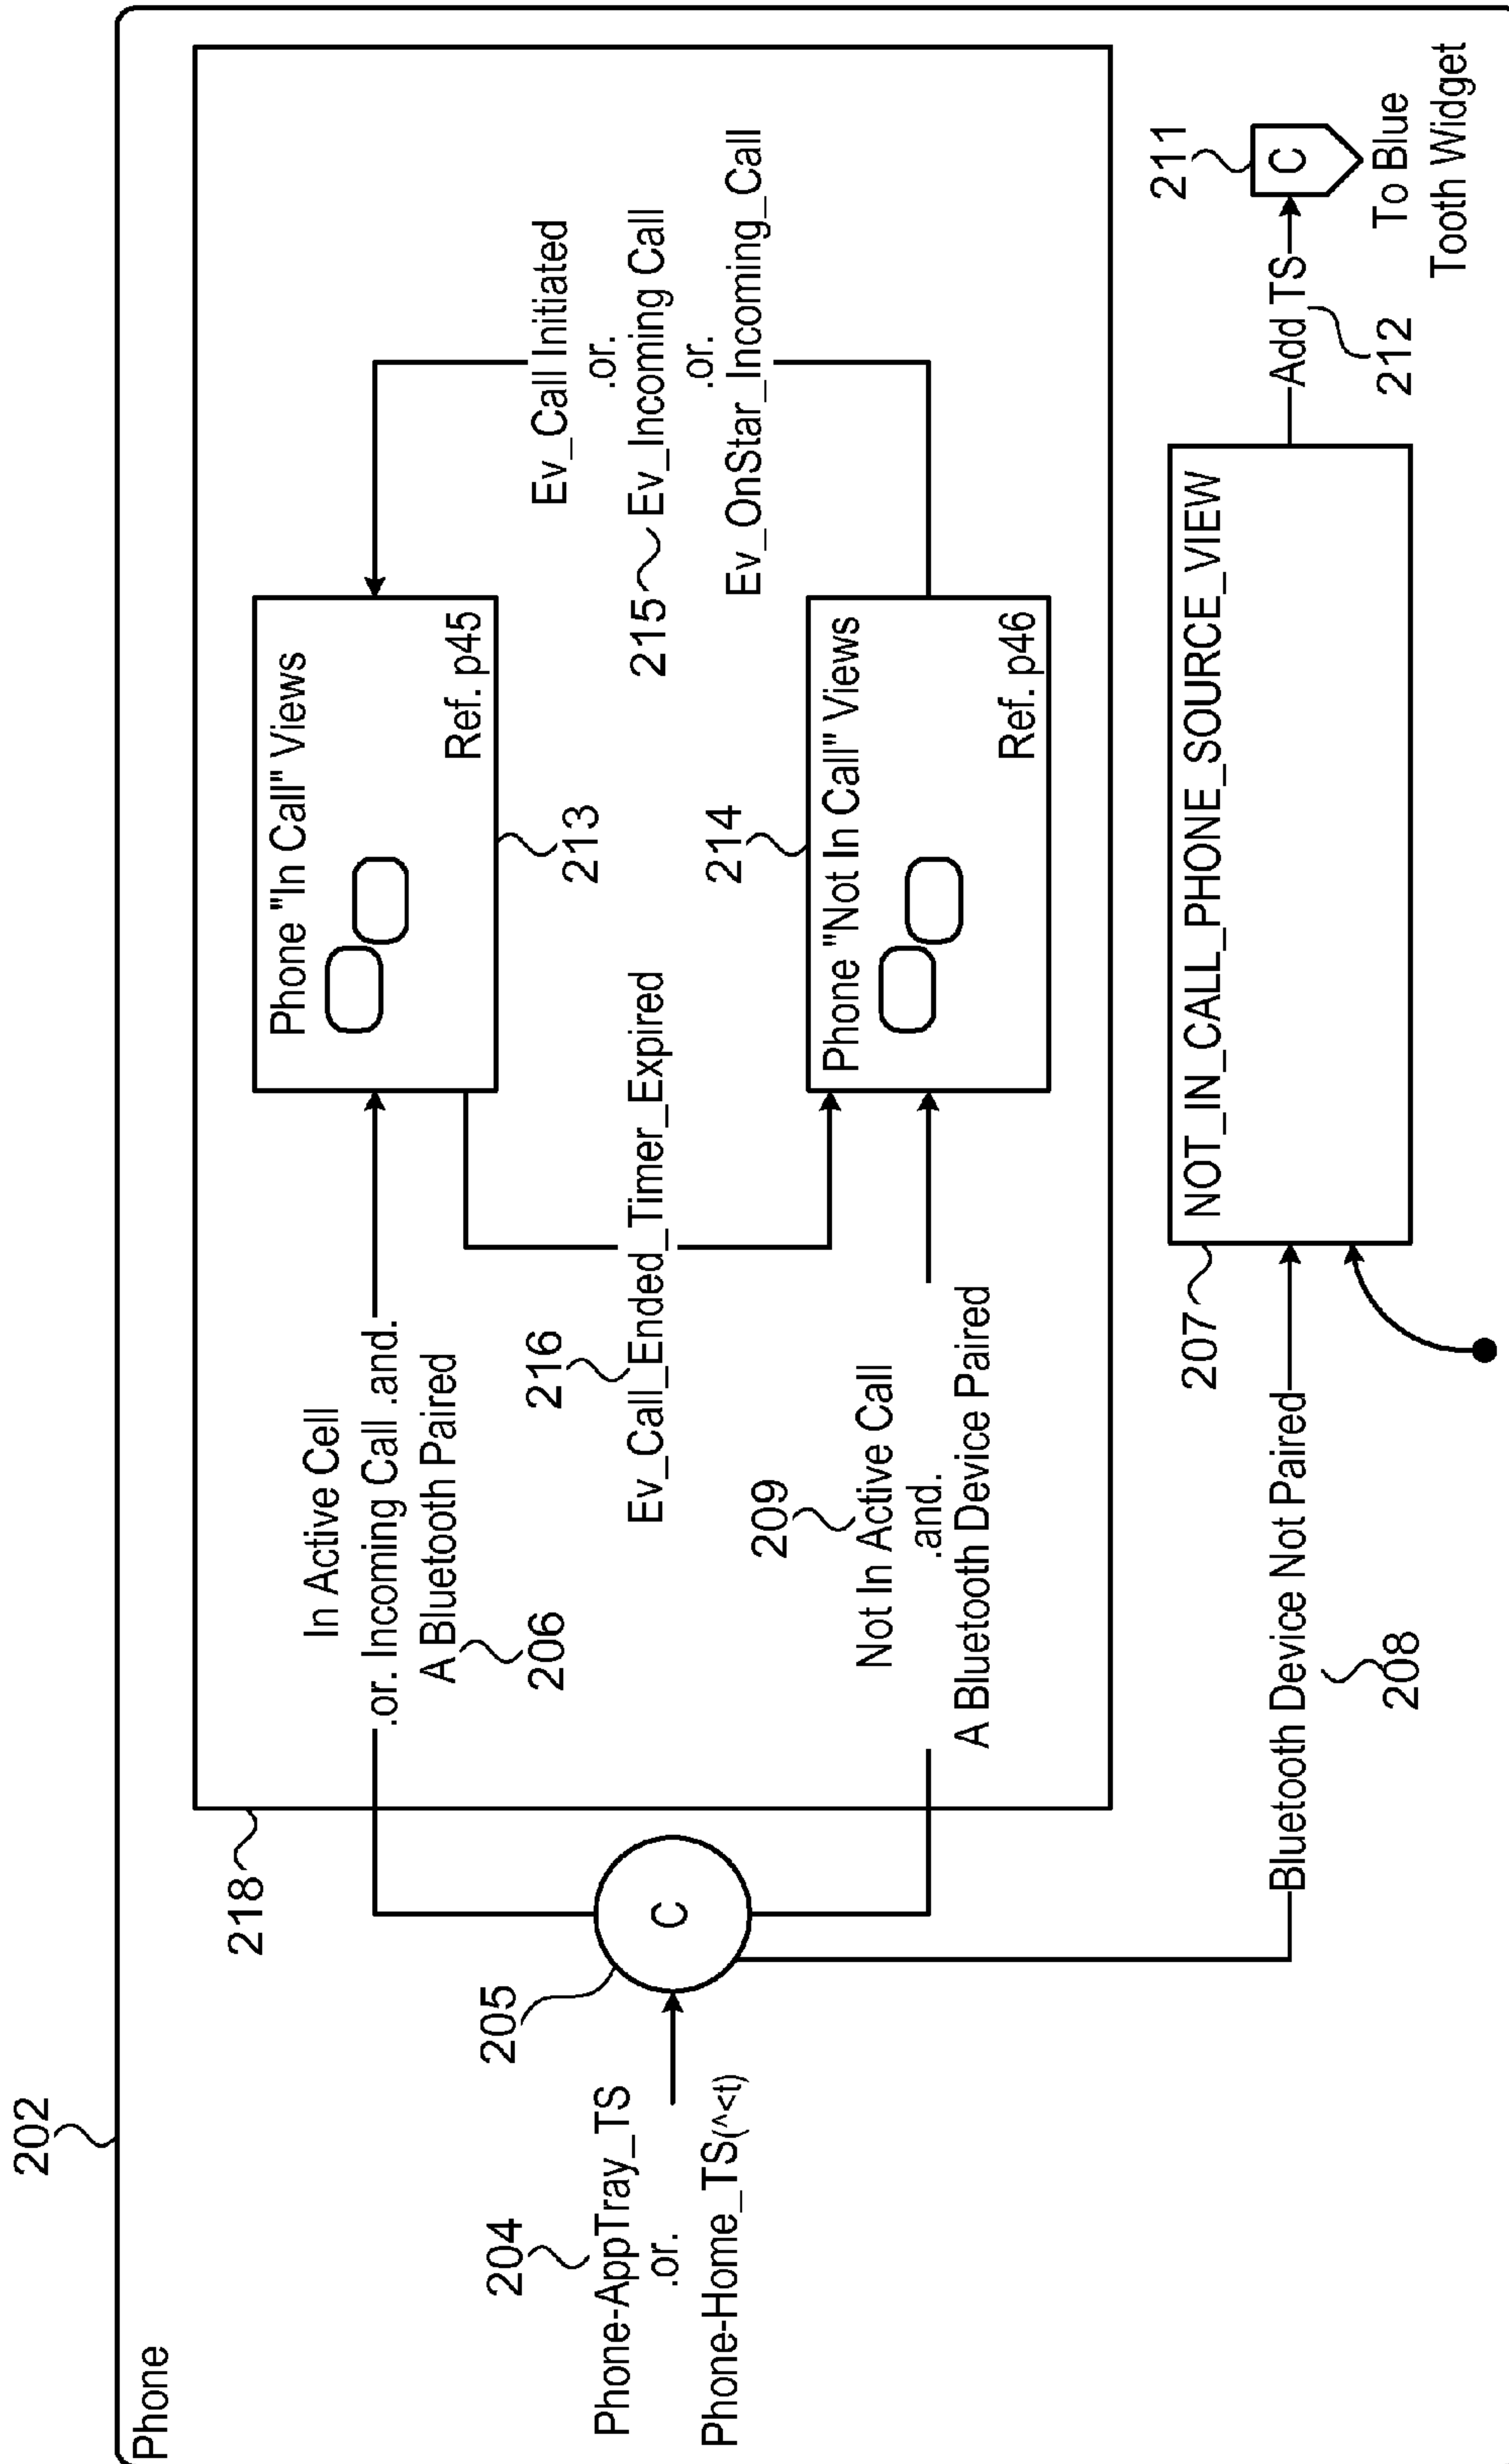 202
Phone
204
Phone-AppTray_TS
.or.
Phone-Home_TS(^<t)
205
C
218
In Active Cell
.or. Incoming Call .and.
A Bluetooth Paired
206
216
Ev_Call_Ended_Timer_Expired
209
Not In Active Call
.and.
A Bluetooth Device Paired
Phone "In Call" Views
Ref. p45
213
214
Phone "Not In Call" Views
Ref. p46
Ev_Call Initiated
.or.
215
Ev_Incoming Call
.or.
Ev_OnStar_Incoming_Call
Bluetooth Device Not Paired
208
207
NOT_IN_CALL_PHONE_SOURCE_VIEW
Add TS
212
211
C
To Blue
Tooth Widget